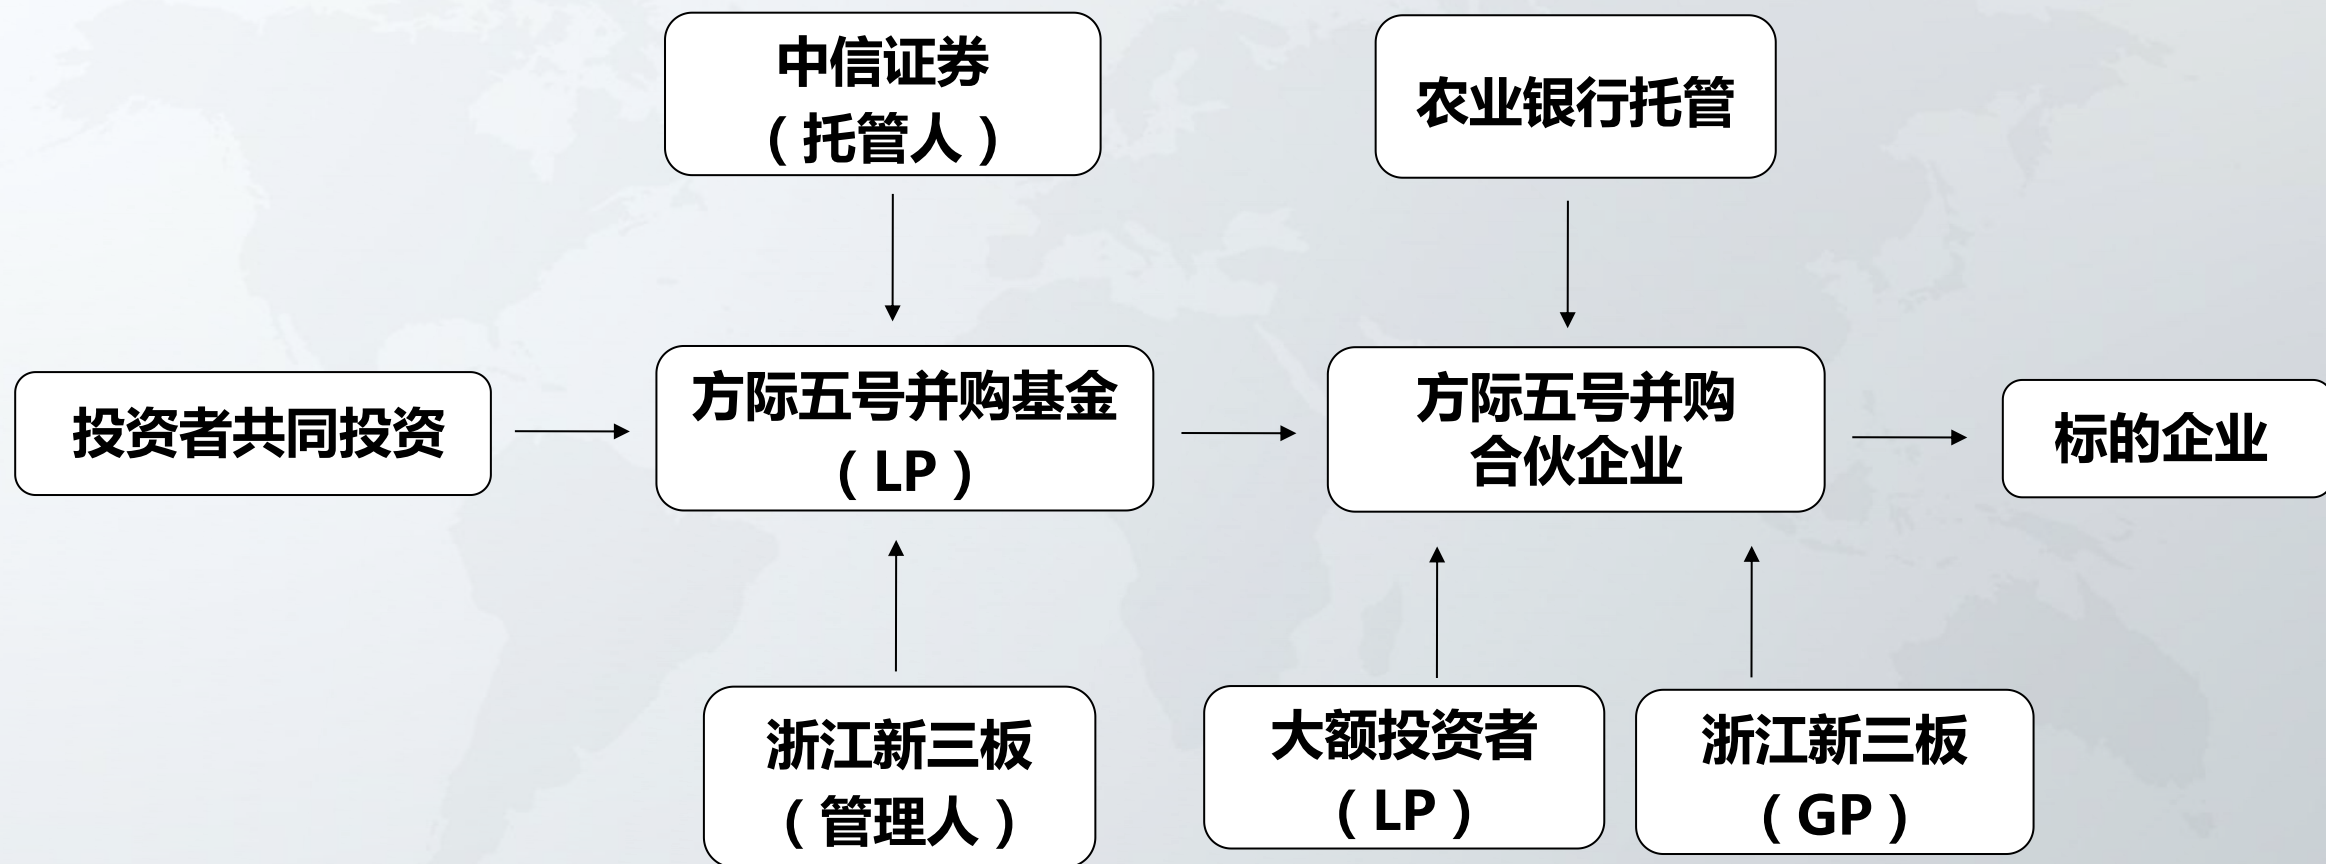 中信证券
（托管人）
农业银行托管
投资者共同投资
方际五号并购基金
（LP）
方际五号并购
合伙企业
标的企业
浙江新三板
（管理人）
大额投资者
（LP）
浙江新三板
（GP）